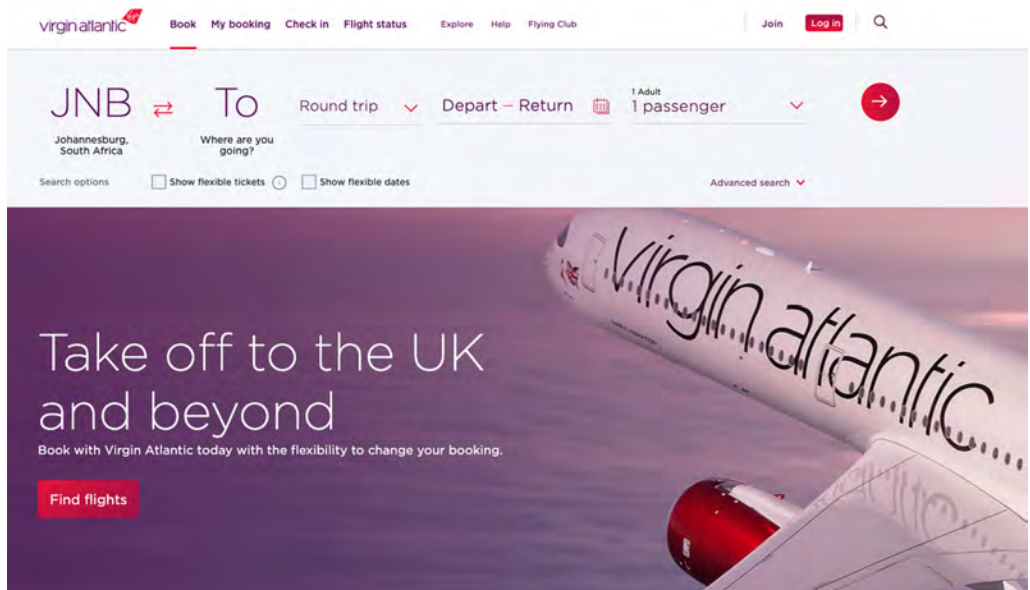 virgin atlantic
Book My booking Check in Flight status Explore Help Flying Club Join Log in
JNB To Round trip Depart – Return 1 Adult
1 passenger
Johannesburg,
South Africa
Where are you
going?
Search options Show flexible tickets Show flexible dates Advanced search
virgin atlantic
Take off to the UK
and beyond
Book with Virgin Atlantic today with the flexibility to change your booking.
Find flights